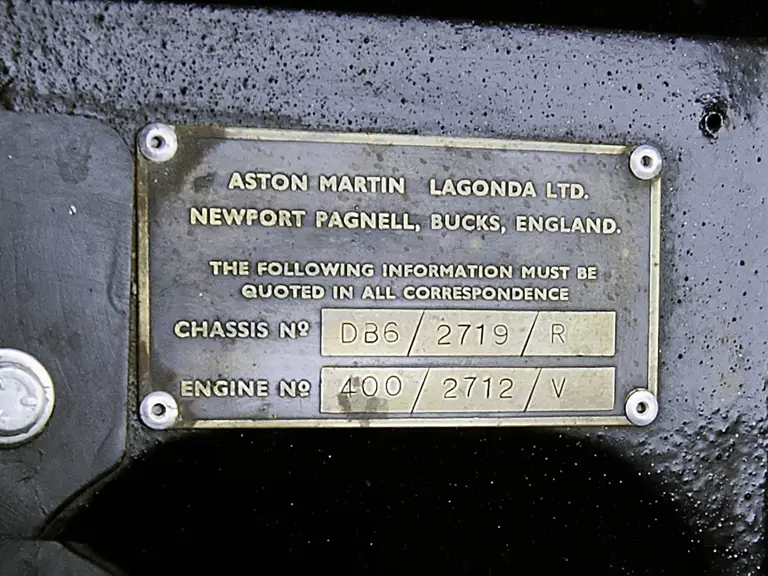 ASTON MARTIN LAGONDA LTD.
NEWPORT PAGNELL, BUCKS, ENGLAND.
THE FOLLOWING INFORMATION MUST BE
QUOTED IN ALL CORRESPONDENCE
CHASSIS Nº DB6/2719/R
ENGINE Nº 400/2712/V